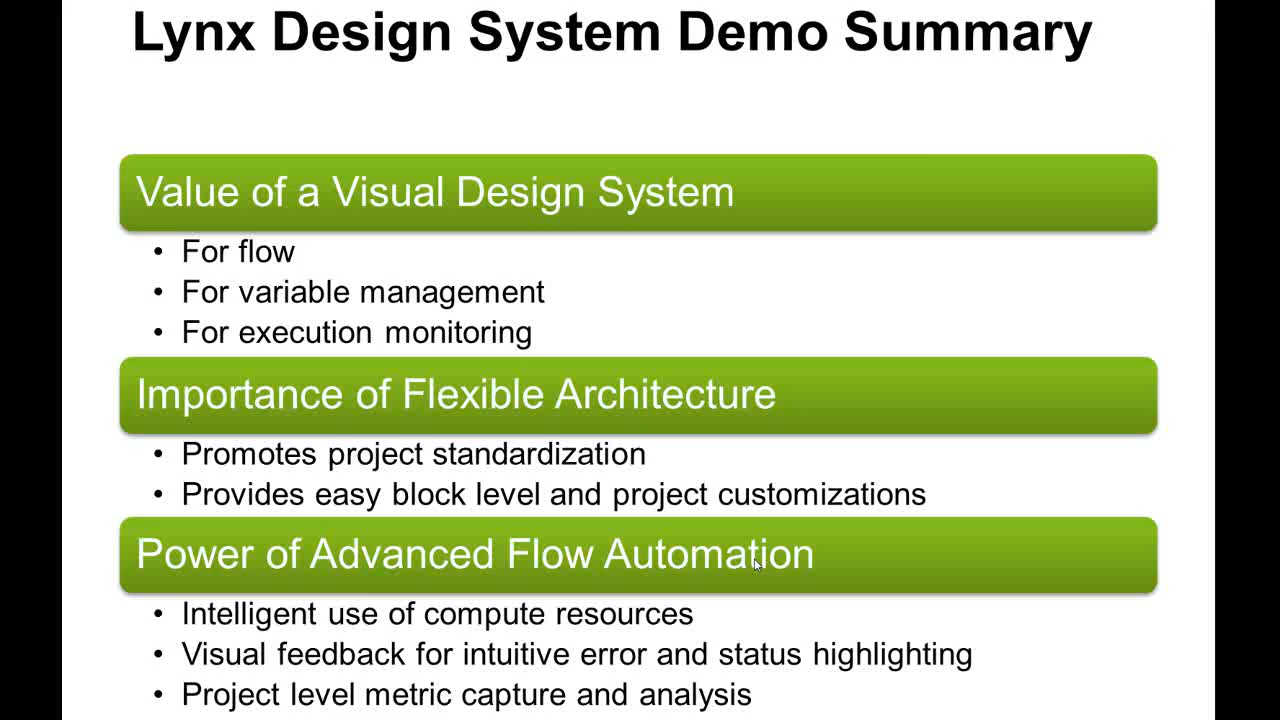 Lynx Design System Demo Summary
Value of a Visual Design System
• For flow
• For variable management
• For execution monitoring
Importance of Flexible Architecture
• Promotes project standardization
• Provides easy block level and project customizations
Power of Advanced Flow Automation
• Intelligent use of compute resources
• Visual feedback for intuitive error and status highlighting
• Project level metric capture and analysis